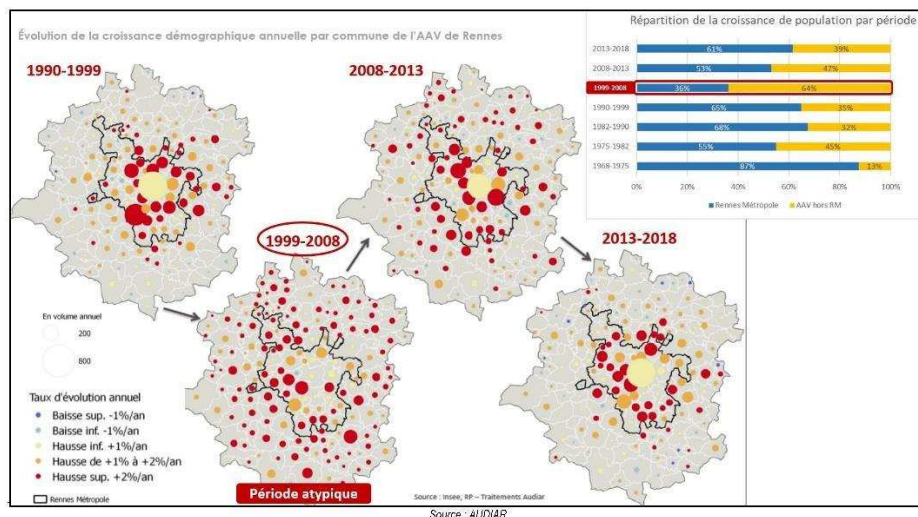 Répartition de la croissance de population par période
Évolution de la croissance démographique annuelle par commune de l'AAV de Rennes
1990-1999
2008-2013
1999-2008
2013-2018
2013-2018 61% 39%
2008-2013 53% 47%
1999-2008 36% 64%
1990-1999 65% 35%
1982-1990 68% 32%
1975-1982 55% 45%
1968-1975 87% 13%
0% 20% 40% 60% 80% 100%
Rennes Métropole AAV hors RM
En volume annuel
200
800
Taux d'évolution annuel
Baisse sup. -1%/an
Baisse inf. -1%/an
Hausse inf. +1%/an
Hausse de +1% à +2%/an
Hausse sup. +2%/an
Rennes Métropole
Période atypique
Source : Insee, RP – Traitements Audiar
Source : AUDIAR